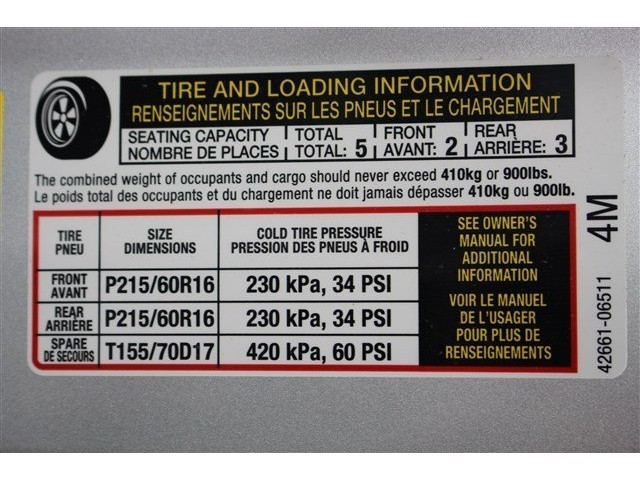 TIRE AND LOADING INFORMATION
RENSEIGNEMENTS SUR LES PNEUS ET LE CHARGEMENT
SEATING CAPACITY TOTAL FRONT REAR
NOMBRE DE PLACES TOTAL: 5 AVANT: 2 ARRIÈRE: 3
The combined weight of occupants and cargo should never exceed 410kg or 900lbs.
Le poids total des occupants et du chargement ne doit jamais dépasser 410kg ou 900lb.
TIRE SIZE COLD TIRE PRESSURE
PNEU DIMENSIONS PRESSION DES PNEUS À FROID
FRONT
AVANT P215/60R16 230 kPa, 34 PSI
REAR
ARRIÈRE P215/60R16 230 kPa, 34 PSI
SPARE
DE SECOURS T155/70D17 420 kPa, 60 PSI
SEE OWNER'S
MANUAL FOR
ADDITIONAL
INFORMATION
VOIR LE MANUEL
DE L'USAGER
POUR PLUS DE
RENSEIGNEMENTS
4M
42661-06511